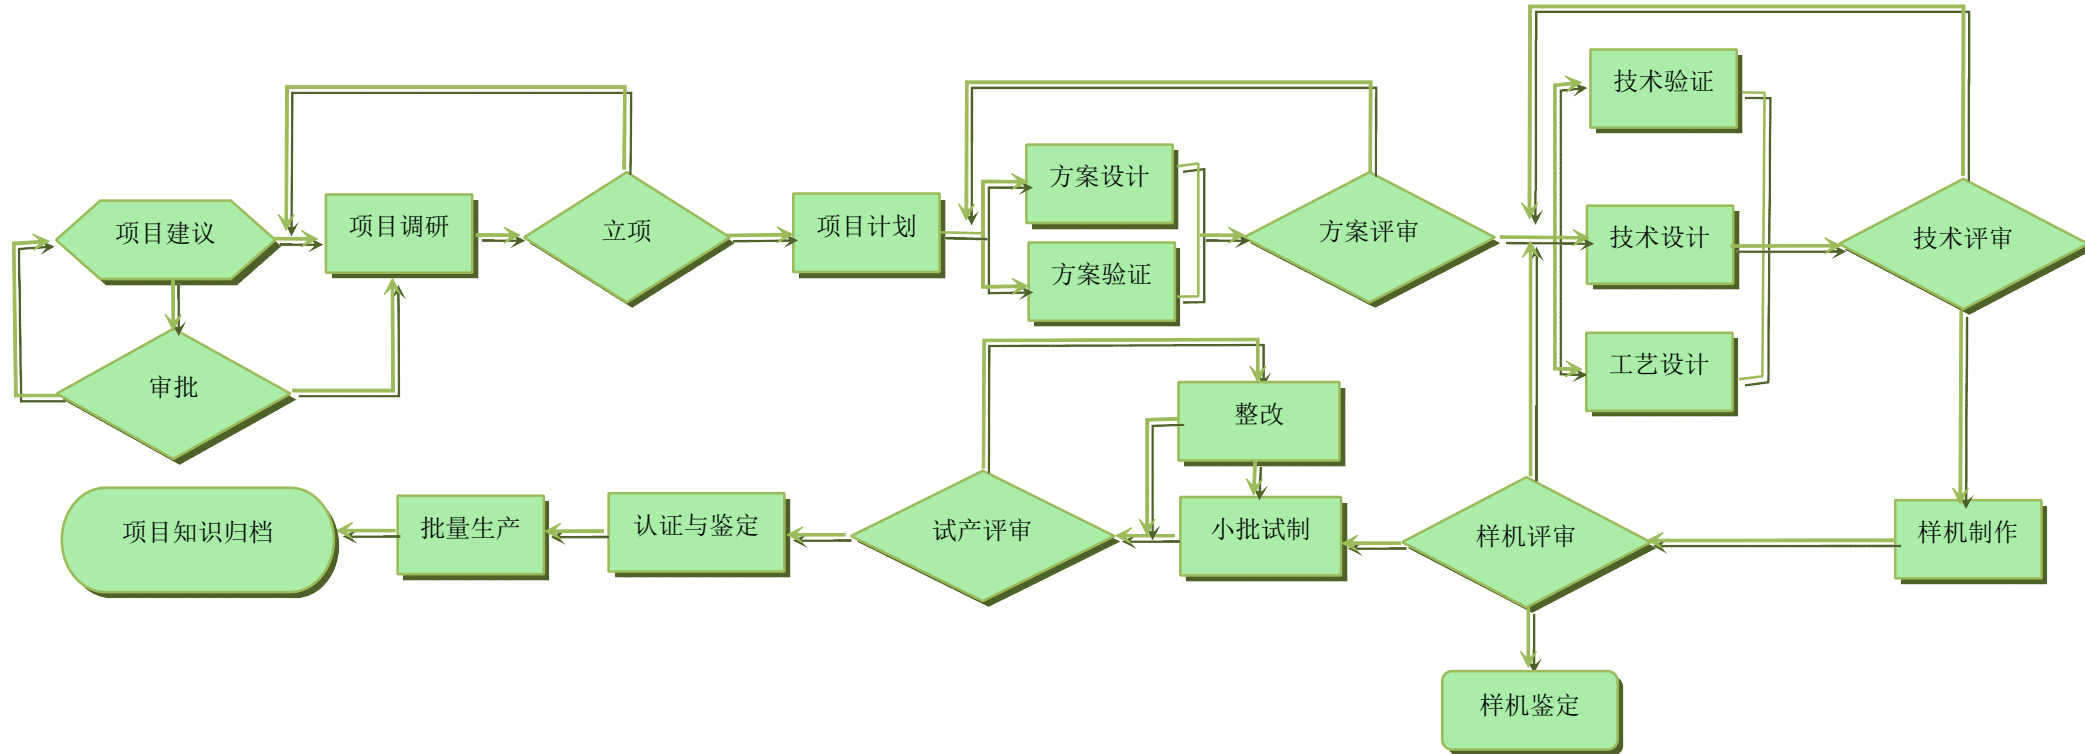 项目建议
项目调研
立项
项目计划
方案设计
方案验证
方案评审
技术验证
技术设计
工艺设计
技术评审
审批
整改
项目知识归档
批量生产
认证与鉴定
试产评审
小批试制
样机评审
样机制作
样机鉴定